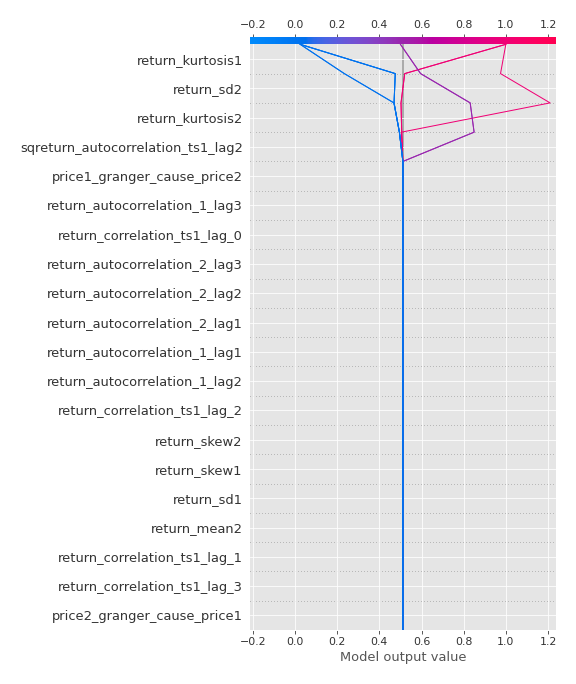 −0.2 0.0 0.2 0.4 0.6 0.8 1.0 1.2
return_kurtosis1
return_sd2
return_kurtosis2
sqreturn_autocorrelation_ts1_lag2
price1_granger_cause_price2
return_autocorrelation_1_lag3
return_correlation_ts1_lag_0
return_autocorrelation_2_lag3
return_autocorrelation_2_lag2
return_autocorrelation_2_lag1
return_autocorrelation_1_lag1
return_autocorrelation_1_lag2
return_correlation_ts1_lag_2
return_skew2
return_skew1
return_sd1
return_mean2
return_correlation_ts1_lag_1
return_correlation_ts1_lag_3
price2_granger_cause_price1
−0.2 0.0 0.2 0.4 0.6 0.8 1.0 1.2
Model output value